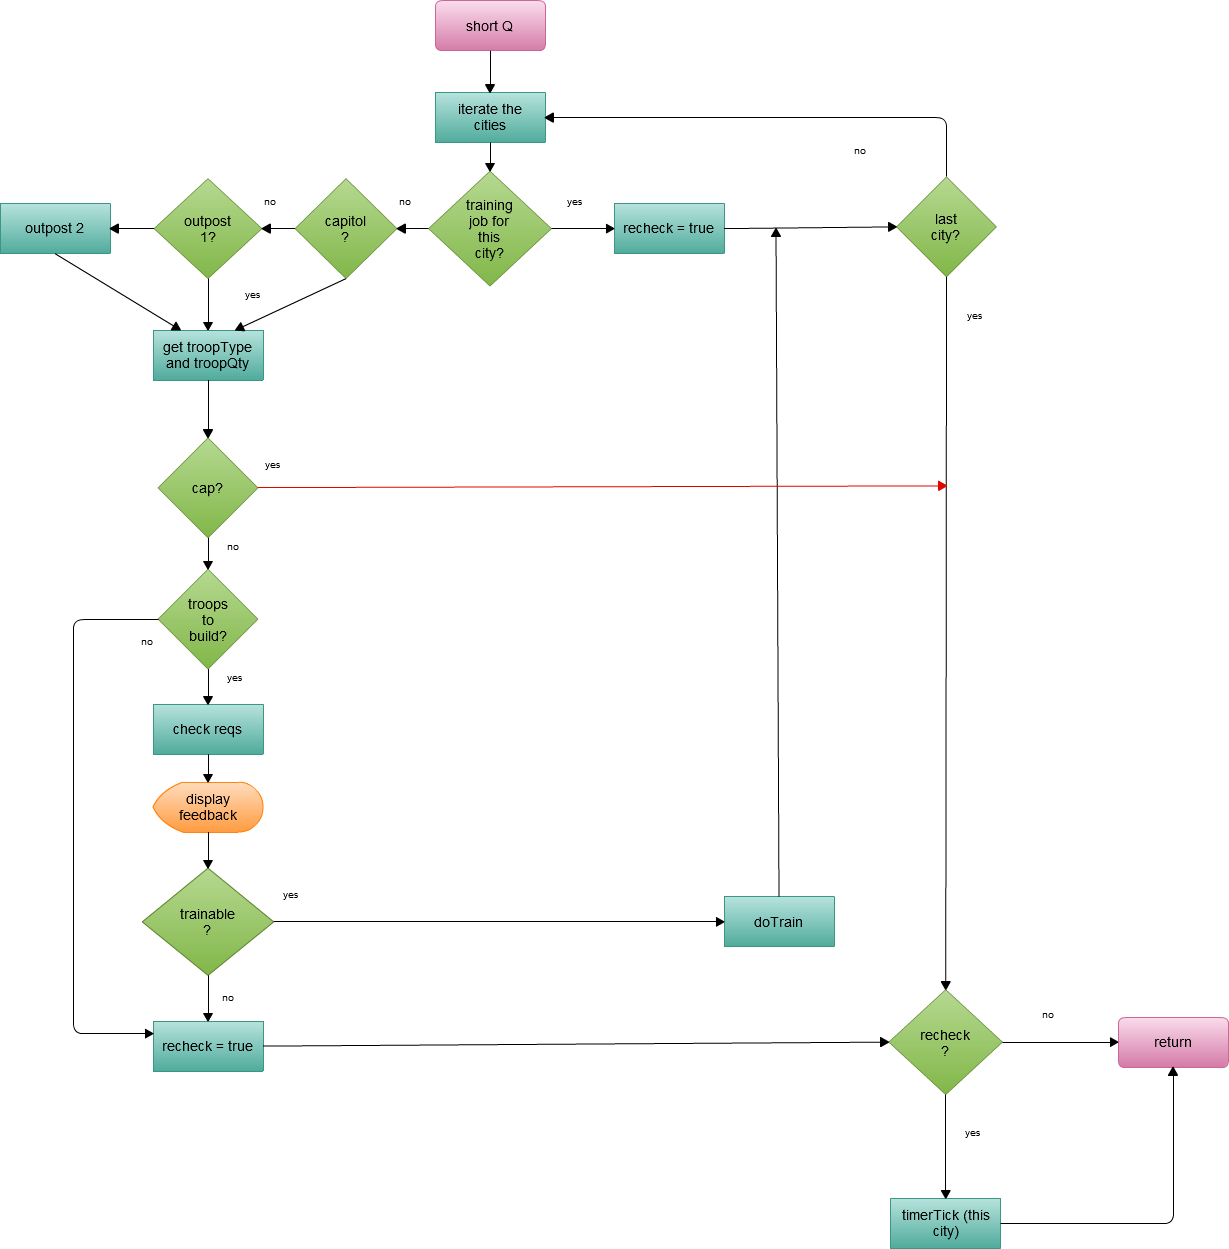 short Q
iterate the
cities
no
training
job for
this
city?
yes
recheck = true
last
city?
no
capitol
?
no
outpost
1?
outpost 2
yes
yes
get troopType
and troopQty
cap?
yes
no
troops
to
build?
no
yes
check reqs
display
feedback
trainable
?
yes
doTrain
no
recheck = true
recheck
?
no
return
yes
timerTick (this
city)